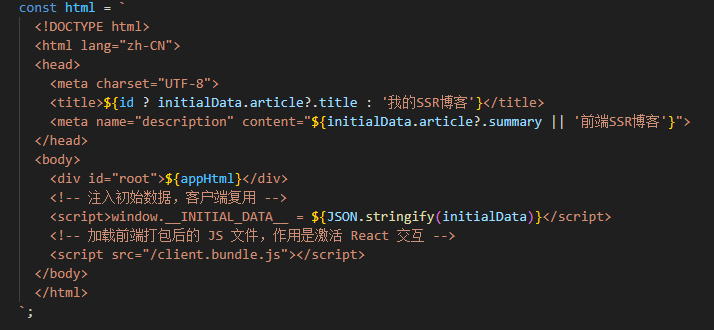 const html = `
<!DOCTYPE html>
<html lang="zh-CN">
<head>
<meta charset="UTF-8">
<title>${id ? initialData.article?.title : '我的SSR博客'}</title>
<meta name="description" content="${initialData.article?.summary || '前端SSR博客'}">
</head>
<body>
<div id="root">${appHtml}</div>
<!-- 注入初始数据，客户端复用 -->
<script>window.__INITIAL_DATA__ = ${JSON.stringify(initialData)}</script>
<!-- 加载前端打包后的 JS 文件，作用是激活 React 交互 -->
<script src="/client.bundle.js"></script>
</body>
</html>
`;